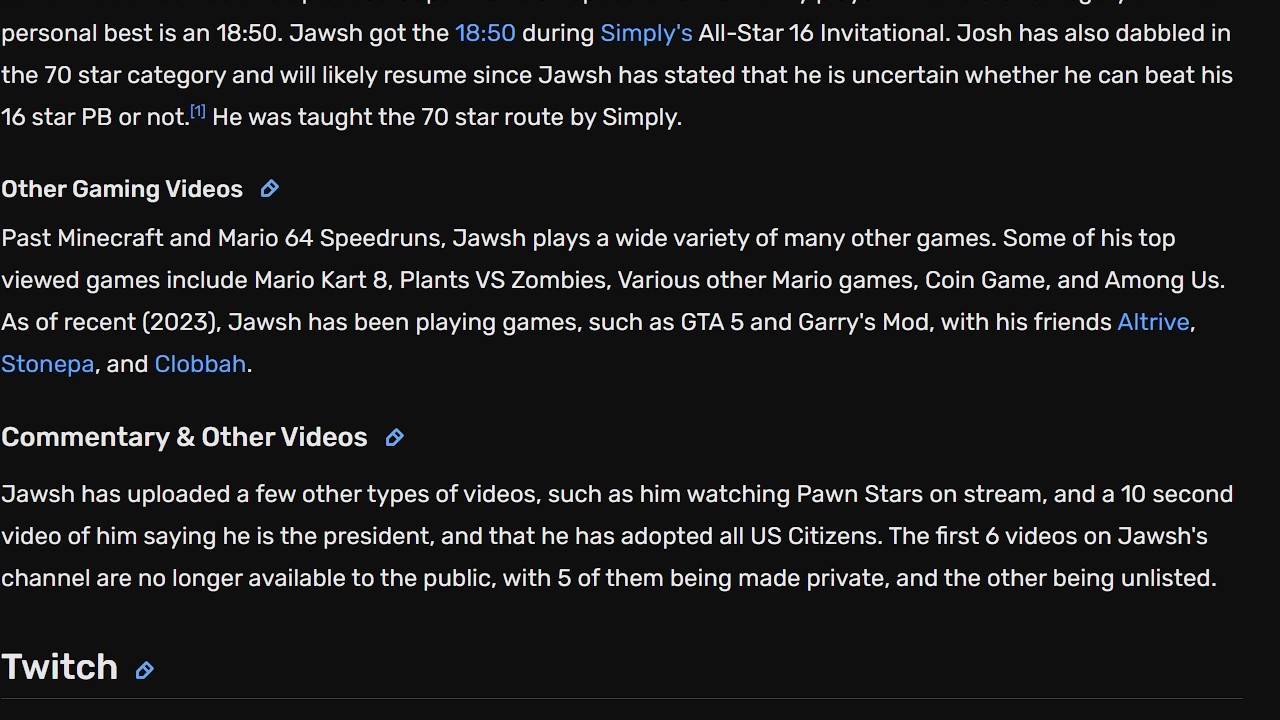 personal best is an 18:50. Jawsh got the 18:50 during Simply's All-Star 16 Invitational. Josh has also dabbled in
the 70 star category and will likely resume since Jawsh has stated that he is uncertain whether he can beat his
16 star PB or not.[1] He was taught the 70 star route by Simply.
Other Gaming Videos
Past Minecraft and Mario 64 Speedruns, Jawsh plays a wide variety of many other games. Some of his top
viewed games include Mario Kart 8, Plants VS Zombies, Various other Mario games, Coin Game, and Among Us.
As of recent (2023), Jawsh has been playing games, such as GTA 5 and Garry's Mod, with his friends Altrive,
Stonepa, and Clobbah.
Commentary & Other Videos
Jawsh has uploaded a few other types of videos, such as him watching Pawn Stars on stream, and a 10 second
video of him saying he is the president, and that he has adopted all US Citizens. The first 6 videos on Jawsh's
channel are no longer available to the public, with 5 of them being made private, and the other being unlisted.
Twitch